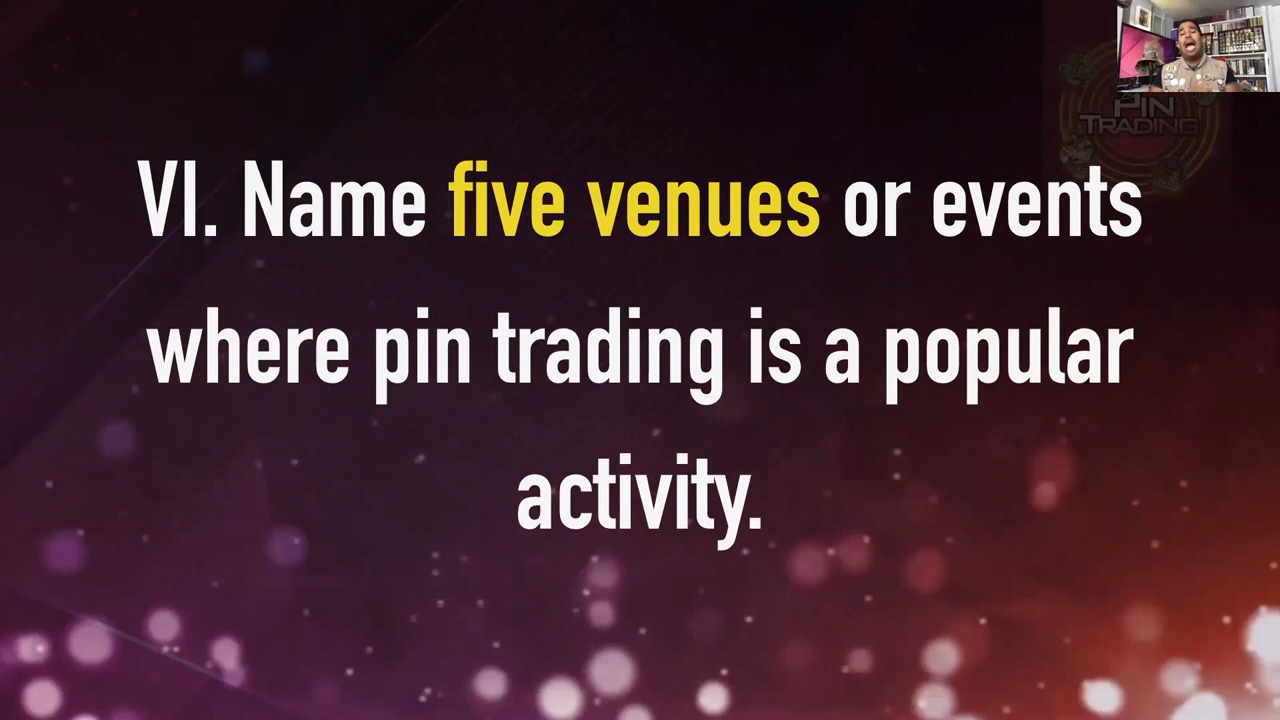 PIN
TRADING
VI. Name five venues or events
where pin trading is a popular
activity.